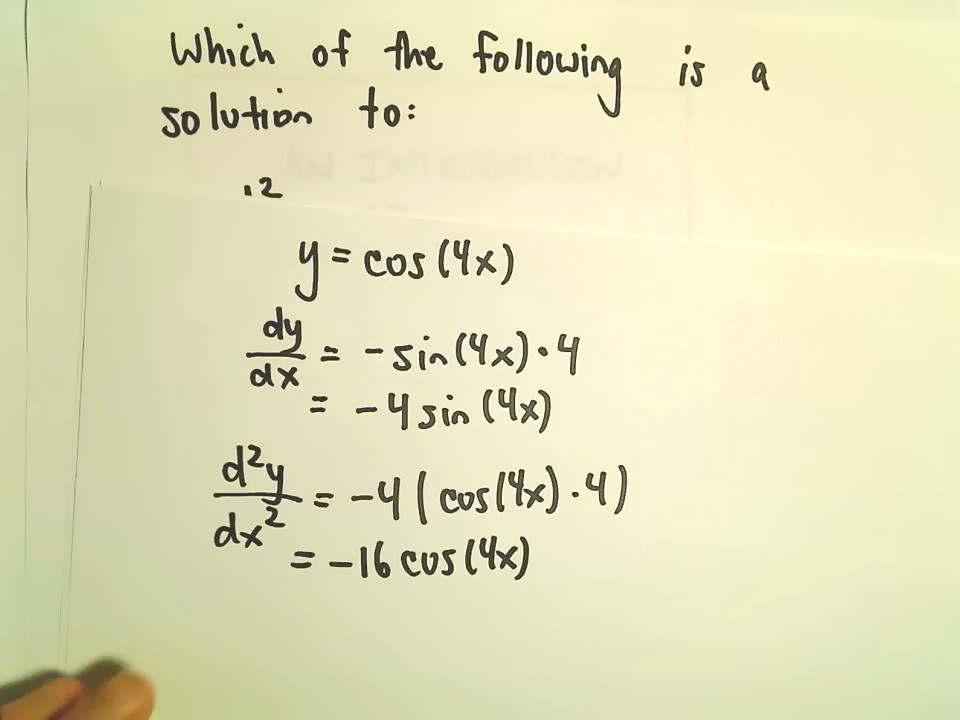 Which of the following is a
solution to:
y = cos(4x)
dy/dx = -sin(4x)·4
= -4 sin(4x)
d²y/dx² = -4(cos(4x)·4)
= -16 cos(4x)